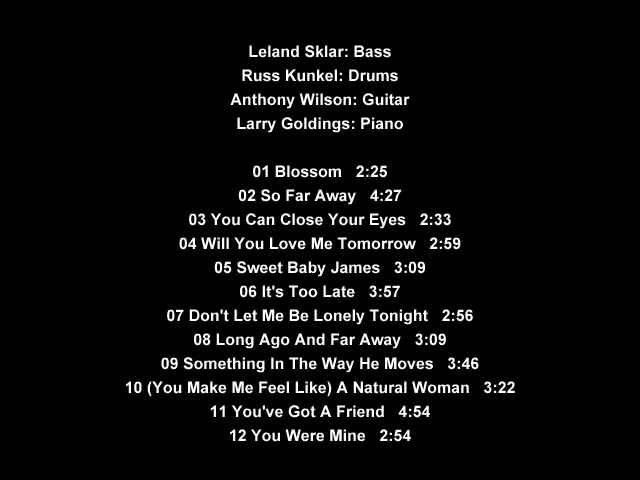 Leland Sklar: Bass
Russ Kunkel: Drums
Anthony Wilson: Guitar
Larry Goldings: Piano
01 Blossom 2:25
02 So Far Away 4:27
03 You Can Close Your Eyes 2:33
04 Will You Love Me Tomorrow 2:59
05 Sweet Baby James 3:09
06 It's Too Late 3:57
07 Don't Let Me Be Lonely Tonight 2:56
08 Long Ago And Far Away 3:09
09 Something In The Way He Moves 3:46
10 (You Make Me Feel Like) A Natural Woman 3:22
11 You've Got A Friend 4:54
12 You Were Mine 2:54